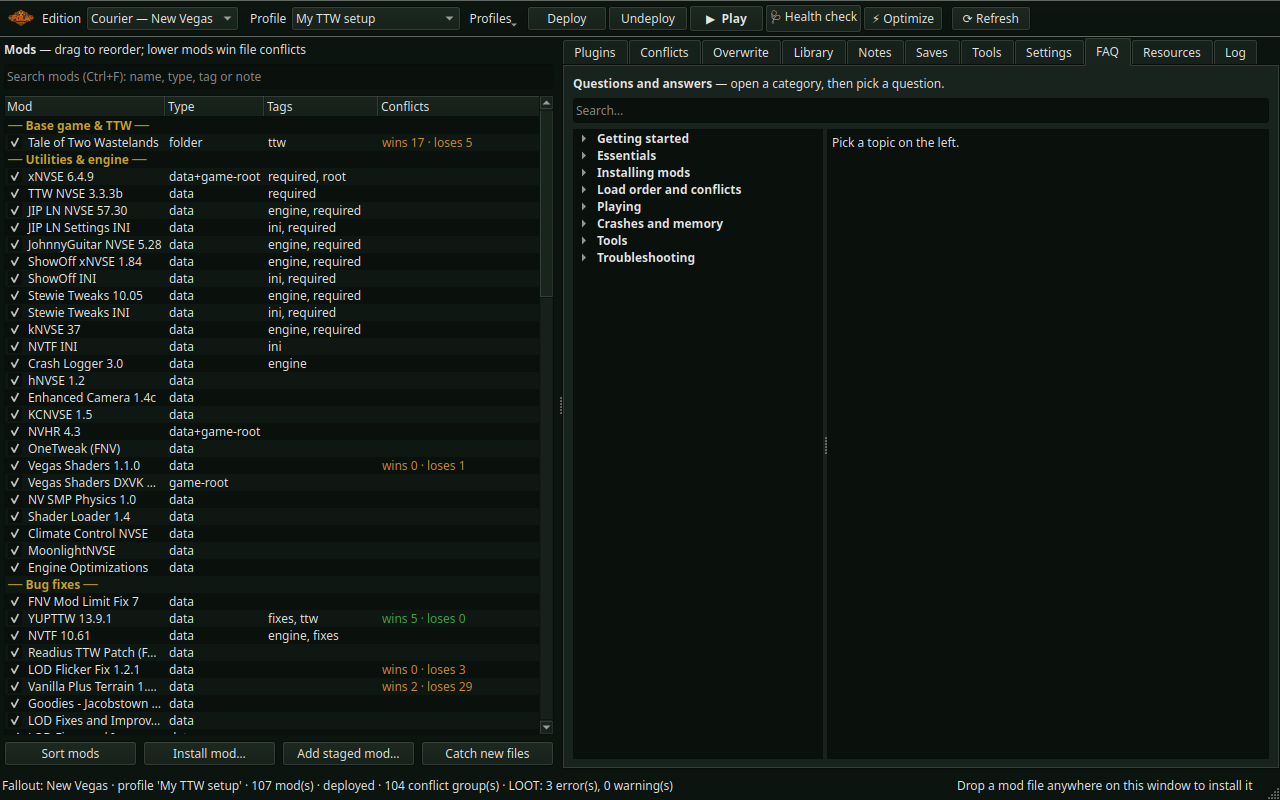 Edition Courier — New Vegas Profile My TTW setup Profiles Deploy Undeploy Play Health check Optimize Refresh
Mods — drag to reorder; lower mods win file conflicts
Search mods (Ctrl+F): name, type, tag or note
Mod Type Tags Conflicts
Base game & TTW
Tale of Two Wastelands folder ttw wins 17 · loses 5
Utilities & engine
xNVSE 6.4.9 data+game-root required, root
TTW NVSE 3.3.3b data required
JIP LN NVSE 57.30 data engine, required
JIP LN Settings INI data ini, required
JohnnyGuitar NVSE 5.28 data engine, required
ShowOff xNVSE 1.84 data engine, required
ShowOff INI data ini, required
Stewie Tweaks 10.05 data engine, required
Stewie Tweaks INI data ini, required
kNVSE 37 data engine, required
NVTF INI data ini
Crash Logger 3.0 data engine
hNVSE 1.2 data
Enhanced Camera 1.4c data
KCNVSE 1.5 data
NVHR 4.3 data+game-root
OneTweak (FNV) data
Vegas Shaders 1.1.0 data wins 0 · loses 1
Vegas Shaders DXVK ... game-root
NV SMP Physics 1.0 data
Shader Loader 1.4 data
Climate Control NVSE data
MoonlightNVSE data
Engine Optimizations data
Bug fixes
FNV Mod Limit Fix 7 data
YUPTTW 13.9.1 data fixes, ttw wins 5 · loses 0
NVTF 10.61 data engine, fixes
Readius TTW Patch (F... data
LOD Flicker Fix 1.2.1 data wins 0 · loses 3
Vanilla Plus Terrain 1.... data wins 2 · loses 29
Goodies - Jacobstown ... data
LOD Fixes and Improv... data
Sort mods Install mod... Add staged mod... Catch new files
Plugins Conflicts Overwrite Library Notes Saves Tools Settings FAQ Resources Log
Questions and answers — open a category, then pick a question.
Search...
Getting started
Essentials
Installing mods
Load order and conflicts
Playing
Crashes and memory
Tools
Troubleshooting
Pick a topic on the left.
Fallout: New Vegas · profile 'My TTW setup' · 107 mod(s) · deployed · 104 conflict group(s) · LOOT: 3 error(s), 0 warning(s)
Drop a mod file anywhere on this window to install it